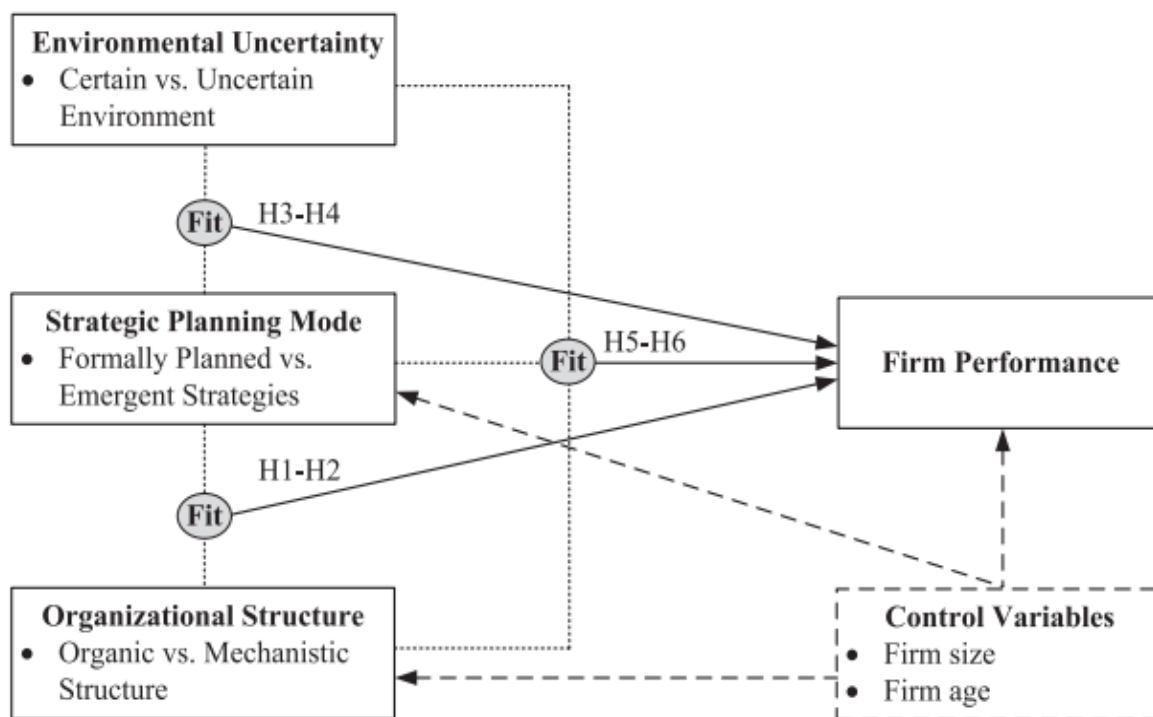 Environmental Uncertainty
● Certain vs. Uncertain
Environment
Fit
H3-H4
Strategic Planning Mode
● Formally Planned vs.
Emergent Strategies
Fit
H5-H6
Firm Performance
H1-H2
Fit
Organizational Structure
● Organic vs. Mechanistic
Structure
Control Variables
● Firm size
● Firm age